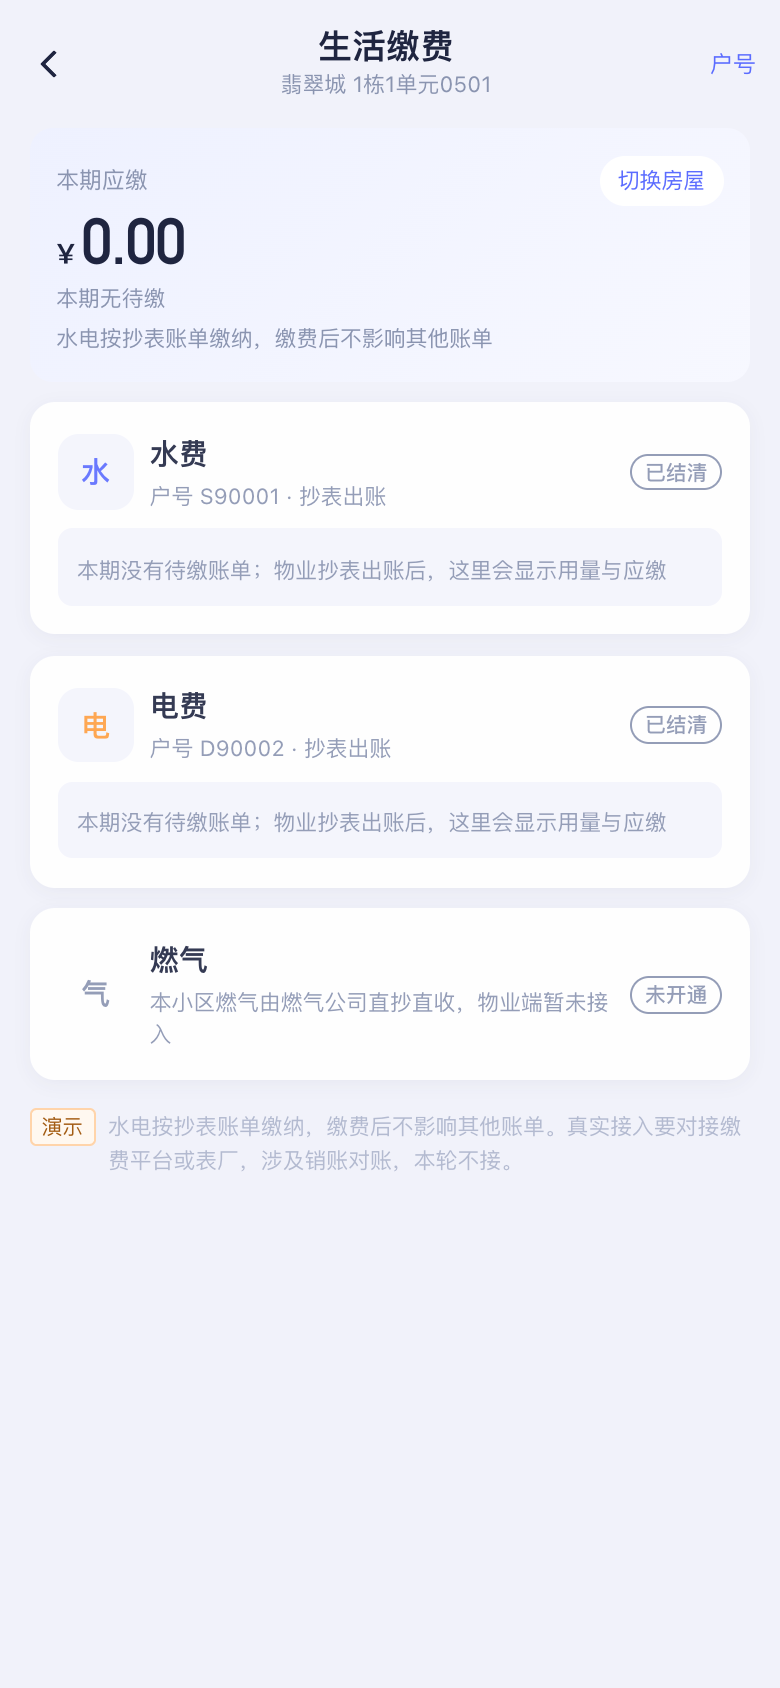 生活缴费
翡翠城 1栋1单元0501
户号
本期应缴
切换房屋
¥ 0.00
本期无待缴
水电按抄表账单缴纳，缴费后不影响其他账单
水
水费
户号 S90001 · 抄表出账
已结清
本期没有待缴账单；物业抄表出账后，这里会显示用量与应缴
电
电费
户号 D90002 · 抄表出账
已结清
本期没有待缴账单；物业抄表出账后，这里会显示用量与应缴
气
燃气
本小区燃气由燃气公司直抄直收，物业端暂未接
入
未开通
演示
水电按抄表账单缴纳，缴费后不影响其他账单。真实接入要对接缴
费平台或表厂，涉及销账对账，本轮不接。